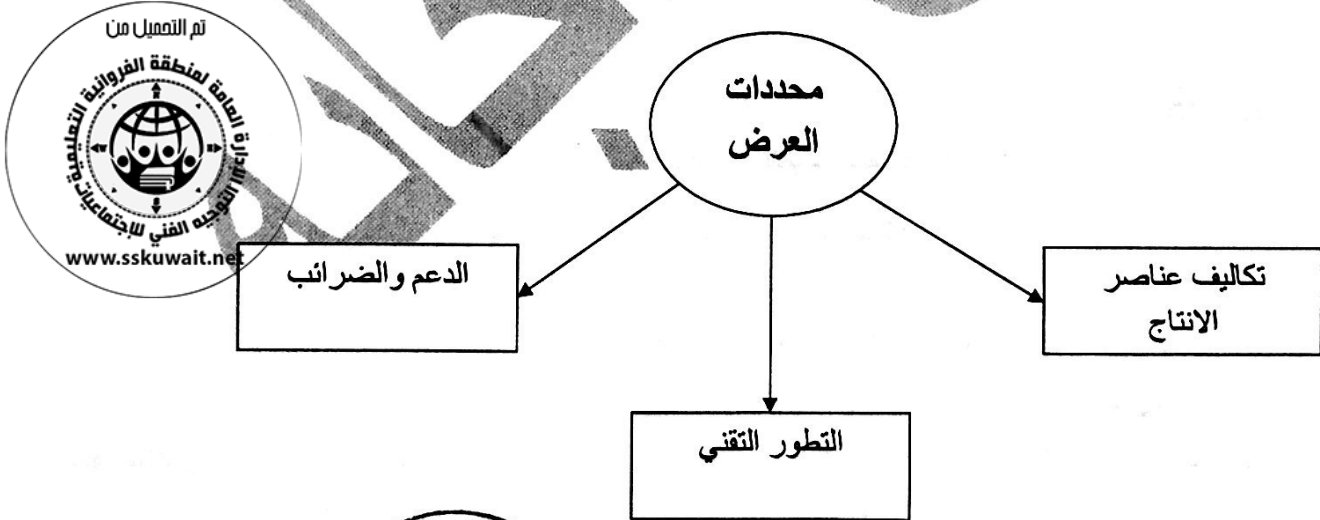 تم التحميل من
الإدارة العامة لمنطقة الفروانية التعليمية
التوجيه الفني للإجتماعيات
www.sskuwait.net
محددات
العرض
تكاليف عناصر
الانتاج
الدعم والضرائب
التطور التقني